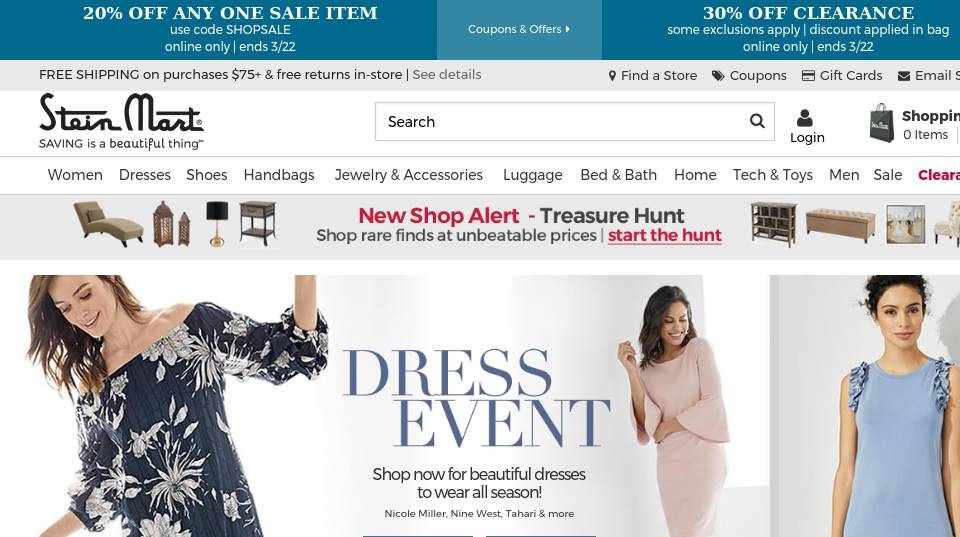 20% OFF ANY ONE SALE ITEM
use code SHOPSALE
online only | ends 3/22
Coupons & Offers
30% OFF CLEARANCE
some exclusions apply | discount applied in bag
online only | ends 3/22
FREE SHIPPING on purchases $75+ & free returns in-store | See details
Find a Store
Coupons
Gift Cards
Email S
Stein Mart®
SAVING is a beautiful thing℠
Search
Login
Shoppin
0 Items
Women
Dresses
Shoes
Handbags
Jewelry & Accessories
Luggage
Bed & Bath
Home
Tech & Toys
Men
Sale
Cleara
New Shop Alert - Treasure Hunt
Shop rare finds at unbeatable prices | start the hunt
DRESS
EVENT
Shop now for beautiful dresses
to wear all season!
Nicole Miller, Nine West, Tahari & more